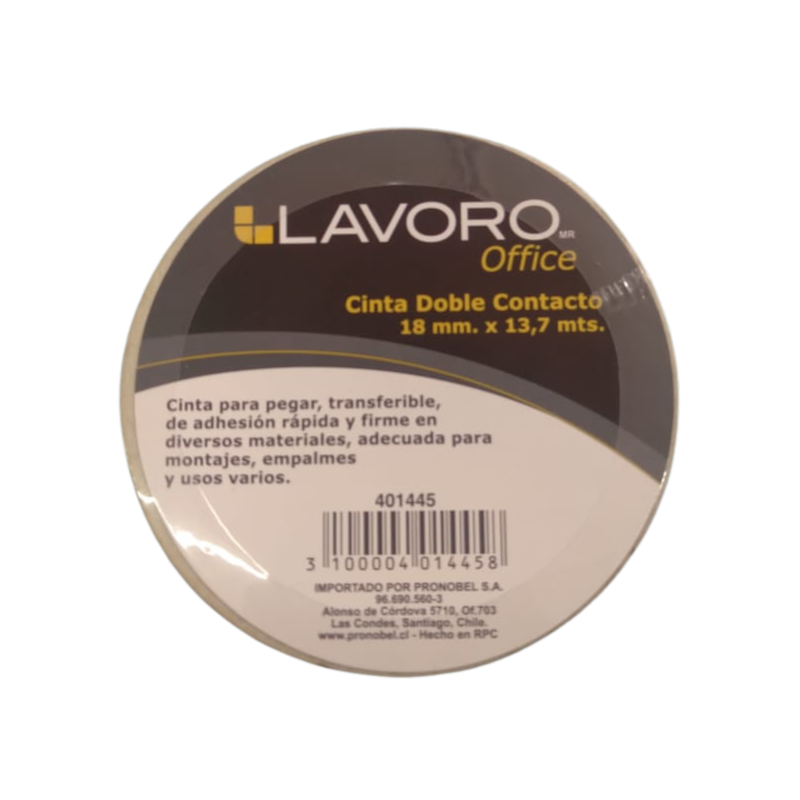 LAVORO MR
Office
Cinta Doble Contacto
18 mm. x 13,7 mts.
Cinta para pegar, transferible,
de adhesión rápida y firme en
diversos materiales, adecuada para
montajes, empalmes
y usos varios.
401445
3 100004 014458
IMPORTADO POR PRONOBEL S.A.
96.690.560-3
Alonso de Córdova 5710, Of.703
Las Condes, Santiago, Chile.
www.pronobel.cl - Hecho en RPC